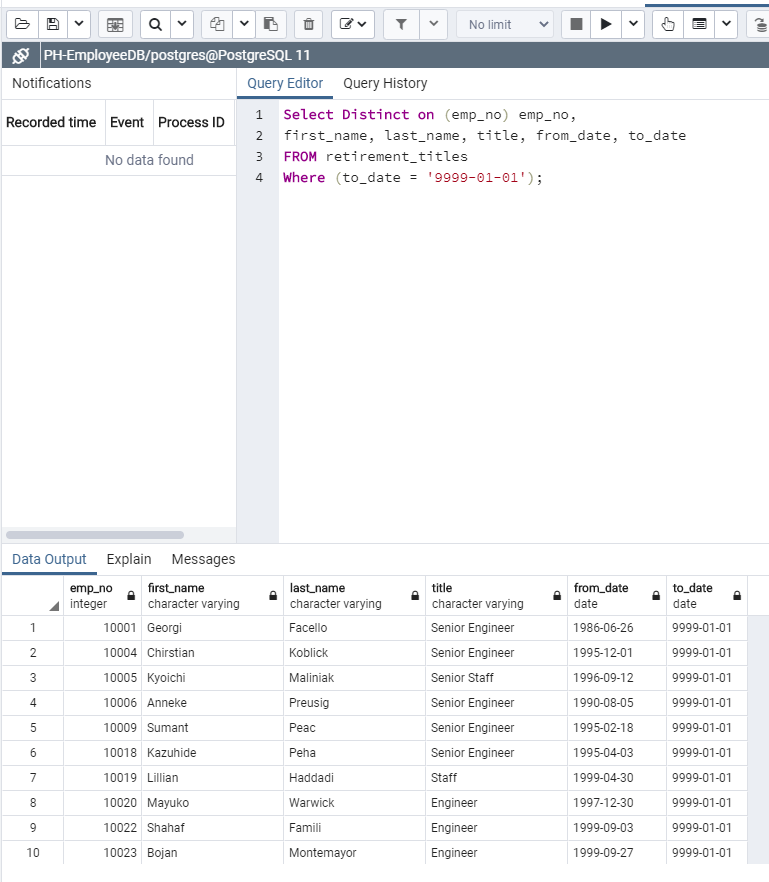 No limit
PH-EmployeeDB/postgres@PostgreSQL 11
Notifications
Recorded time Event Process ID
No data found
Query Editor Query History
1 Select Distinct on (emp_no) emp_no,
2 first_name, last_name, title, from_date, to_date
3 FROM retirement_titles
4 Where (to_date = '9999-01-01');
Data Output Explain Messages
emp_no first_name last_name title from_date to_date
integer character varying character varying character varying date date
1 10001 Georgi Facello Senior Engineer 1986-06-26 9999-01-01
2 10004 Chirstian Koblick Senior Engineer 1995-12-01 9999-01-01
3 10005 Kyoichi Maliniak Senior Staff 1996-09-12 9999-01-01
4 10006 Anneke Preusig Senior Engineer 1990-08-05 9999-01-01
5 10009 Sumant Peac Senior Engineer 1995-02-18 9999-01-01
6 10018 Kazuhide Peha Senior Engineer 1995-04-03 9999-01-01
7 10019 Lillian Haddadi Staff 1999-04-30 9999-01-01
8 10020 Mayuko Warwick Engineer 1997-12-30 9999-01-01
9 10022 Shahaf Famili Engineer 1999-09-03 9999-01-01
10 10023 Bojan Montemayor Engineer 1999-09-27 9999-01-01